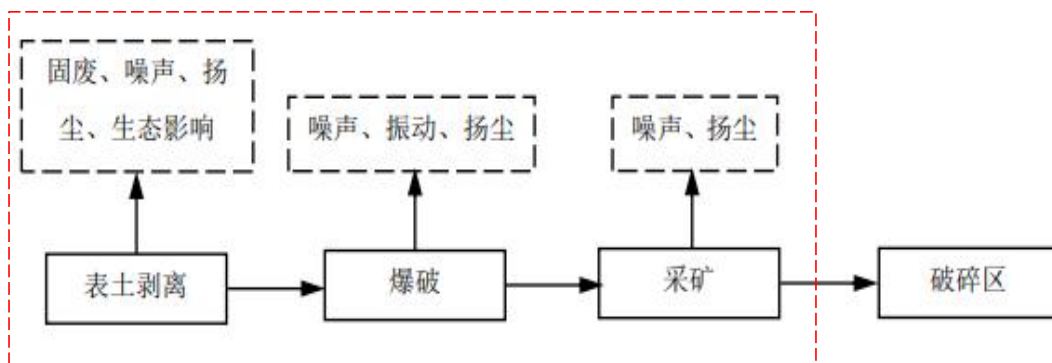 固废、噪声、扬
尘、生态影响
噪声、振动、扬尘
噪声、扬尘
表土剥离
爆破
采矿
破碎区